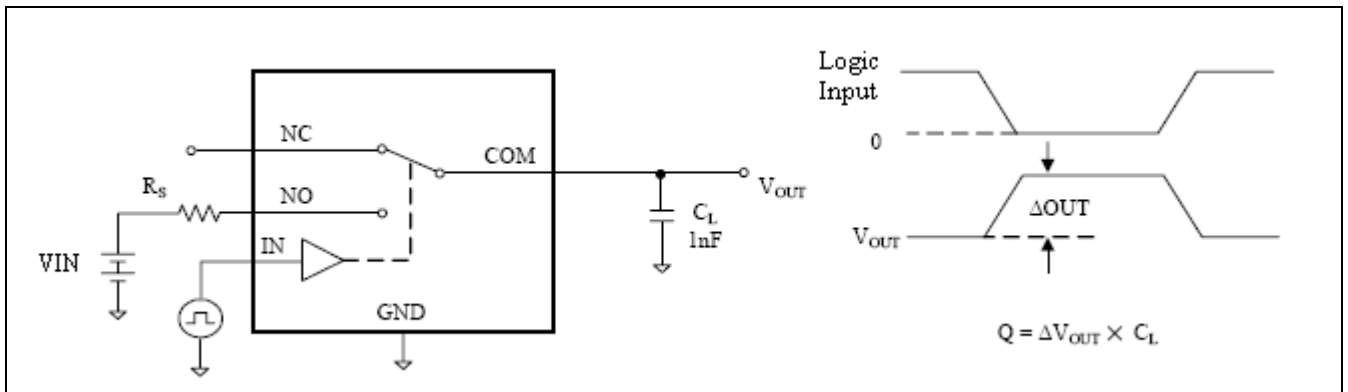 NC
COM
R_S
NO
V_OUT
C_L
1nF
IN
VIN
GND
Logic
Input
0
ΔOUT
V_OUT
Q = ΔV_OUT × C_L